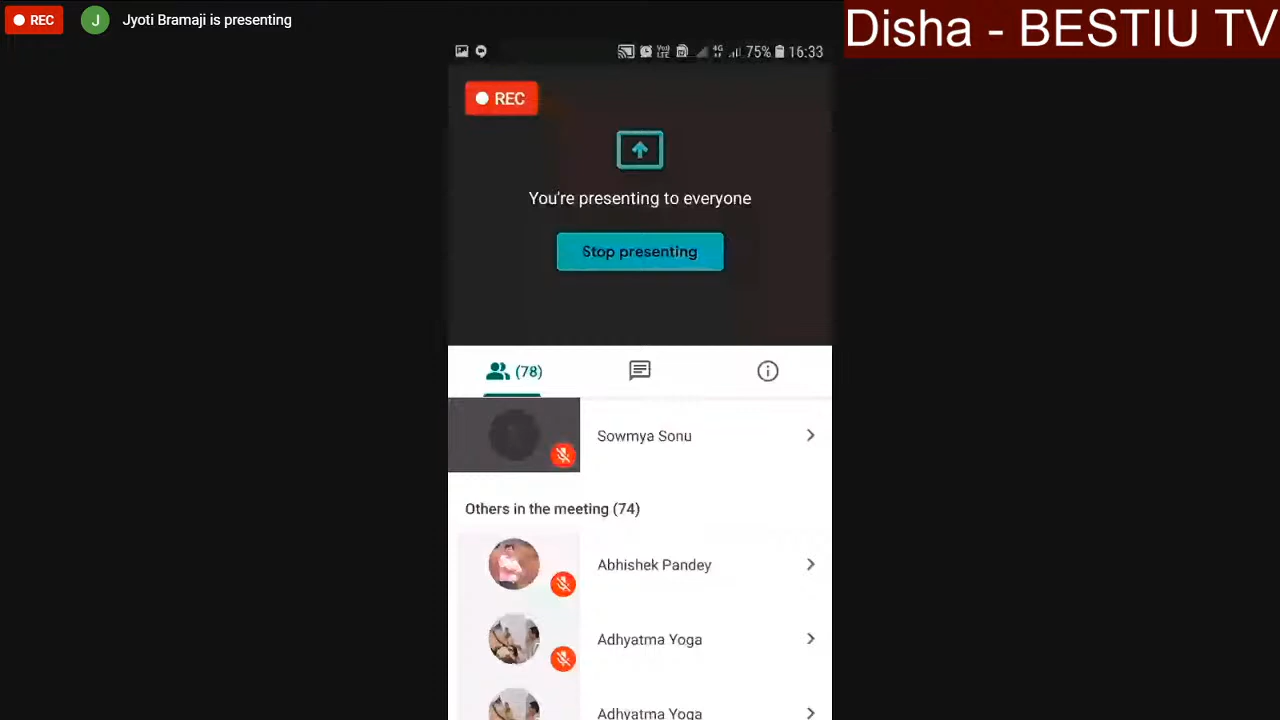 REC
J
Jyoti Bramaji is presenting
Disha - BESTIU TV
75% 16:33
REC
You're presenting to everyone
Stop presenting
(78)
Sowmya Sonu
Others in the meeting (74)
Abhishek Pandey
Adhyatma Yoga
Adhyatma Yoga